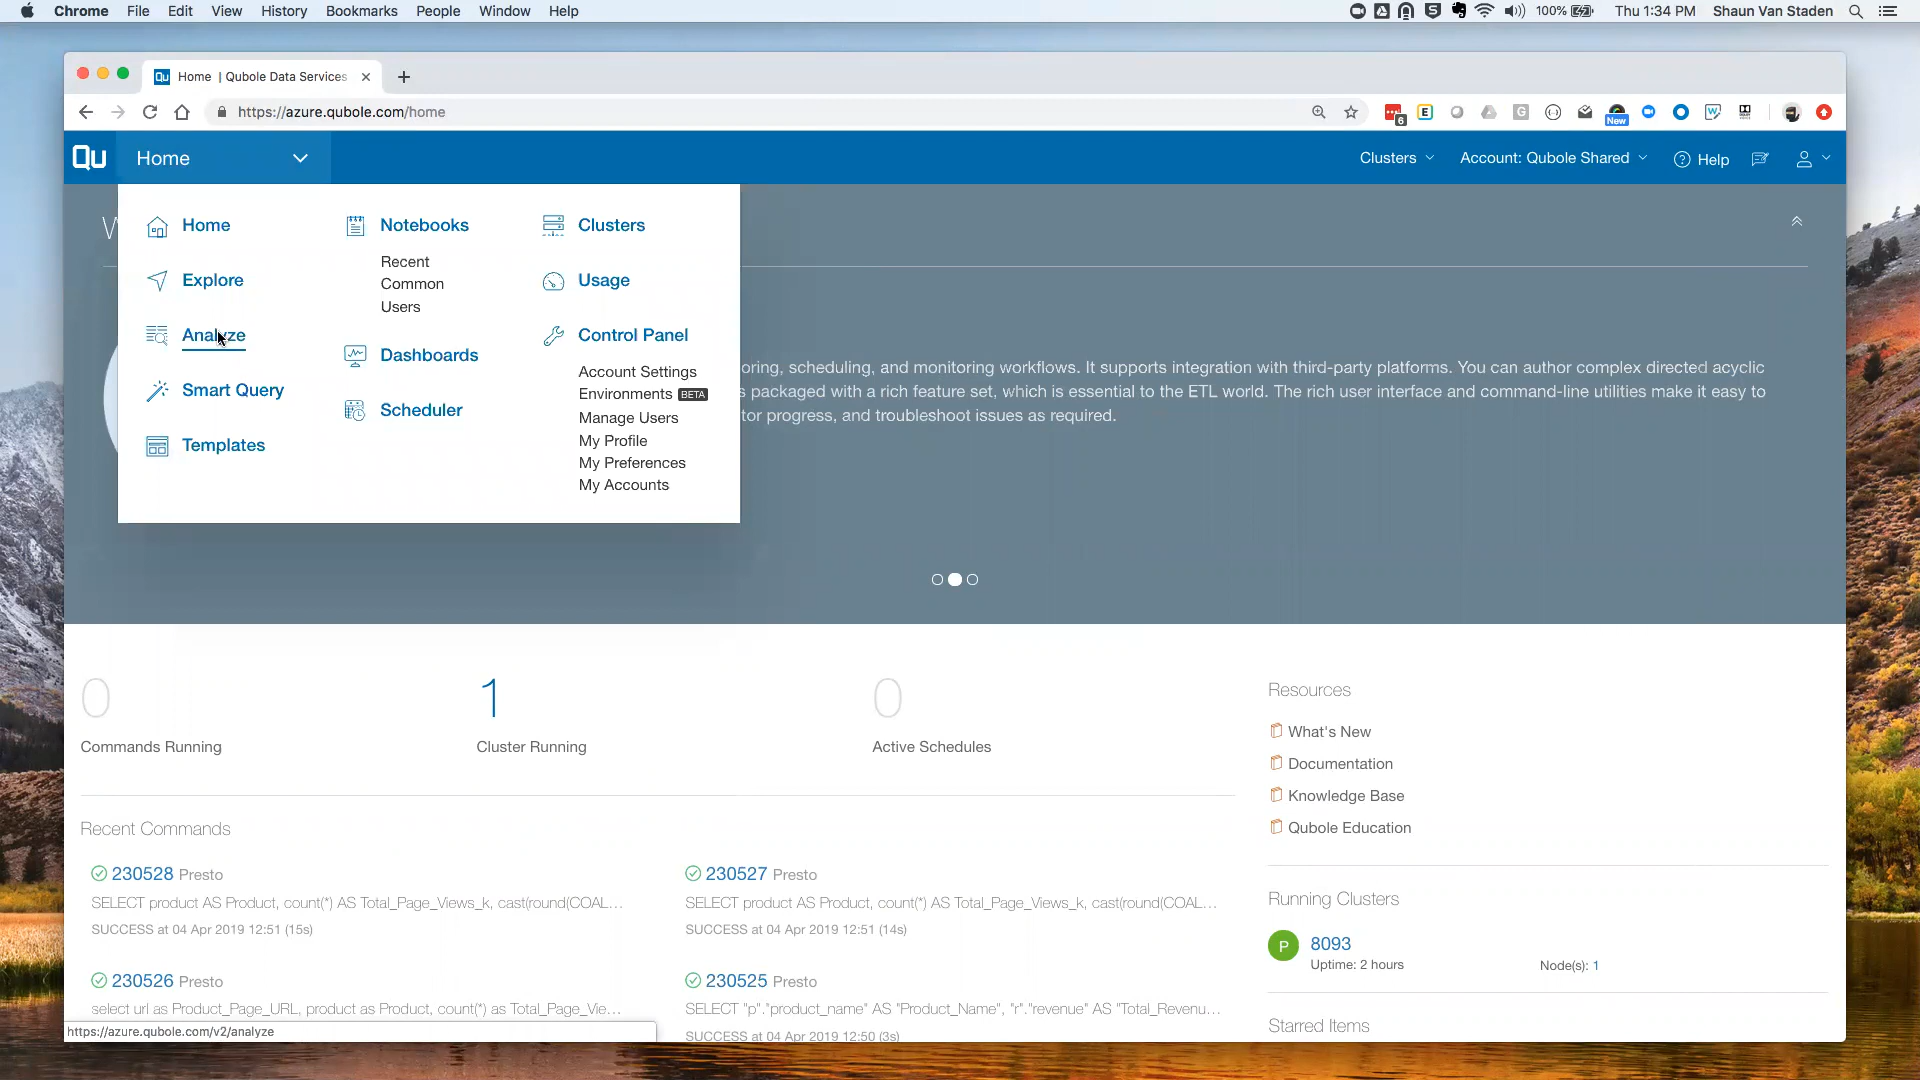 Chrome File Edit View History Bookmarks People Window Help
100% Thu 1:34 PM Shaun Van Staden
Qu Home | Qubole Data Services
https://azure.qubole.com/home
6
E
G
New
Qu Home
Clusters Account: Qubole Shared Help
Home
Explore
Analyze
Smart Query
Templates
Notebooks
Recent
Common
Users
Dashboards
Scheduler
Clusters
Usage
Control Panel
Account Settings
Environments BETA
Manage Users
My Profile
My Preferences
My Accounts
W
oring, scheduling, and monitoring workflows. It supports integration with third-party platforms. You can author complex directed acyclic
s packaged with a rich feature set, which is essential to the ETL world. The rich user interface and command-line utilities make it easy to
tor progress, and troubleshoot issues as required.
0
Commands Running
1
Cluster Running
0
Active Schedules
Recent Commands
230528 Presto
SELECT product AS Product, count(*) AS Total_Page_Views_k, cast(round(COAL...
SUCCESS at 04 Apr 2019 12:51 (15s)
230527 Presto
SELECT product AS Product, count(*) AS Total_Page_Views_k, cast(round(COAL...
SUCCESS at 04 Apr 2019 12:51 (14s)
230526 Presto
select url as Product_Page_URL, product as Product, count(*) as Total_Page_Vie...
230525 Presto
SELECT "p"."product_name" AS "Product_Name", "r"."revenue" AS "Total_Revenu...
SUCCESS at 04 Apr 2019 12:50 (3s)
Resources
What's New
Documentation
Knowledge Base
Qubole Education
Running Clusters
P 8093
Uptime: 2 hours Node(s): 1
Starred Items
https://azure.qubole.com/v2/analyze